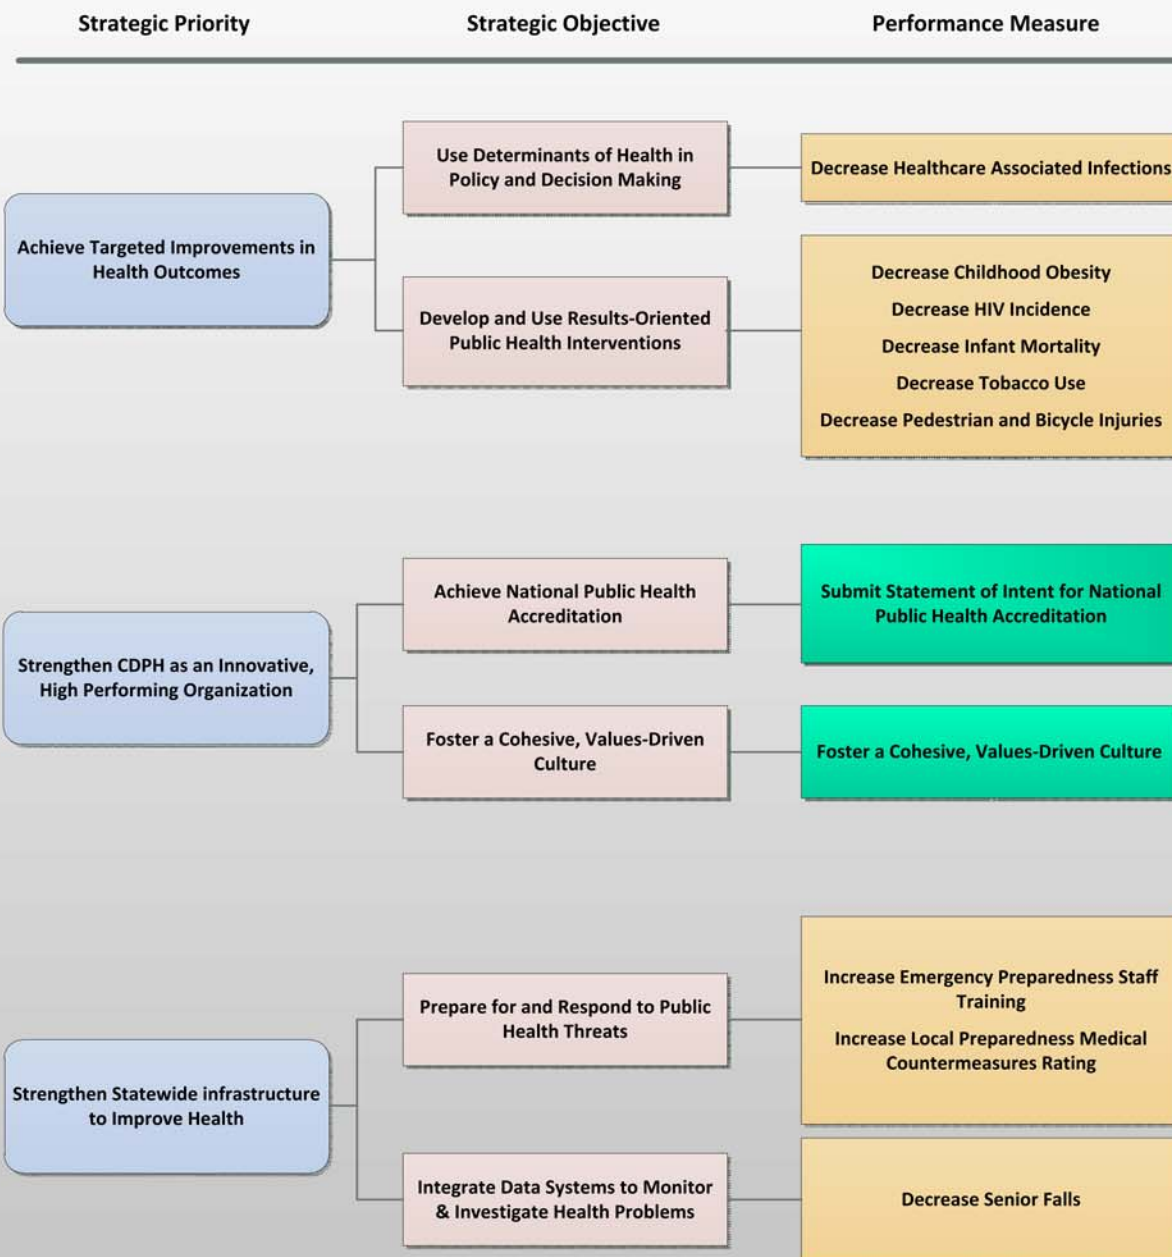 Strategic Priority
Strategic Objective
Performance Measure
Achieve Targeted Improvements in
Health Outcomes
Use Determinants of Health in
Policy and Decision Making
Decrease Healthcare Associated Infections
Develop and Use Results-Oriented
Public Health Interventions
Decrease Childhood Obesity
Decrease HIV Incidence
Decrease Infant Mortality
Decrease Tobacco Use
Decrease Pedestrian and Bicycle Injuries
Strengthen CDPH as an Innovative,
High Performing Organization
Achieve National Public Health
Accreditation
Submit Statement of Intent for National
Public Health Accreditation
Foster a Cohesive, Values-Driven
Culture
Foster a Cohesive, Values-Driven Culture
Strengthen Statewide infrastructure
to Improve Health
Prepare for and Respond to Public
Health Threats
Increase Emergency Preparedness Staff
Training
Increase Local Preparedness Medical
Countermeasures Rating
Integrate Data Systems to Monitor
& Investigate Health Problems
Decrease Senior Falls